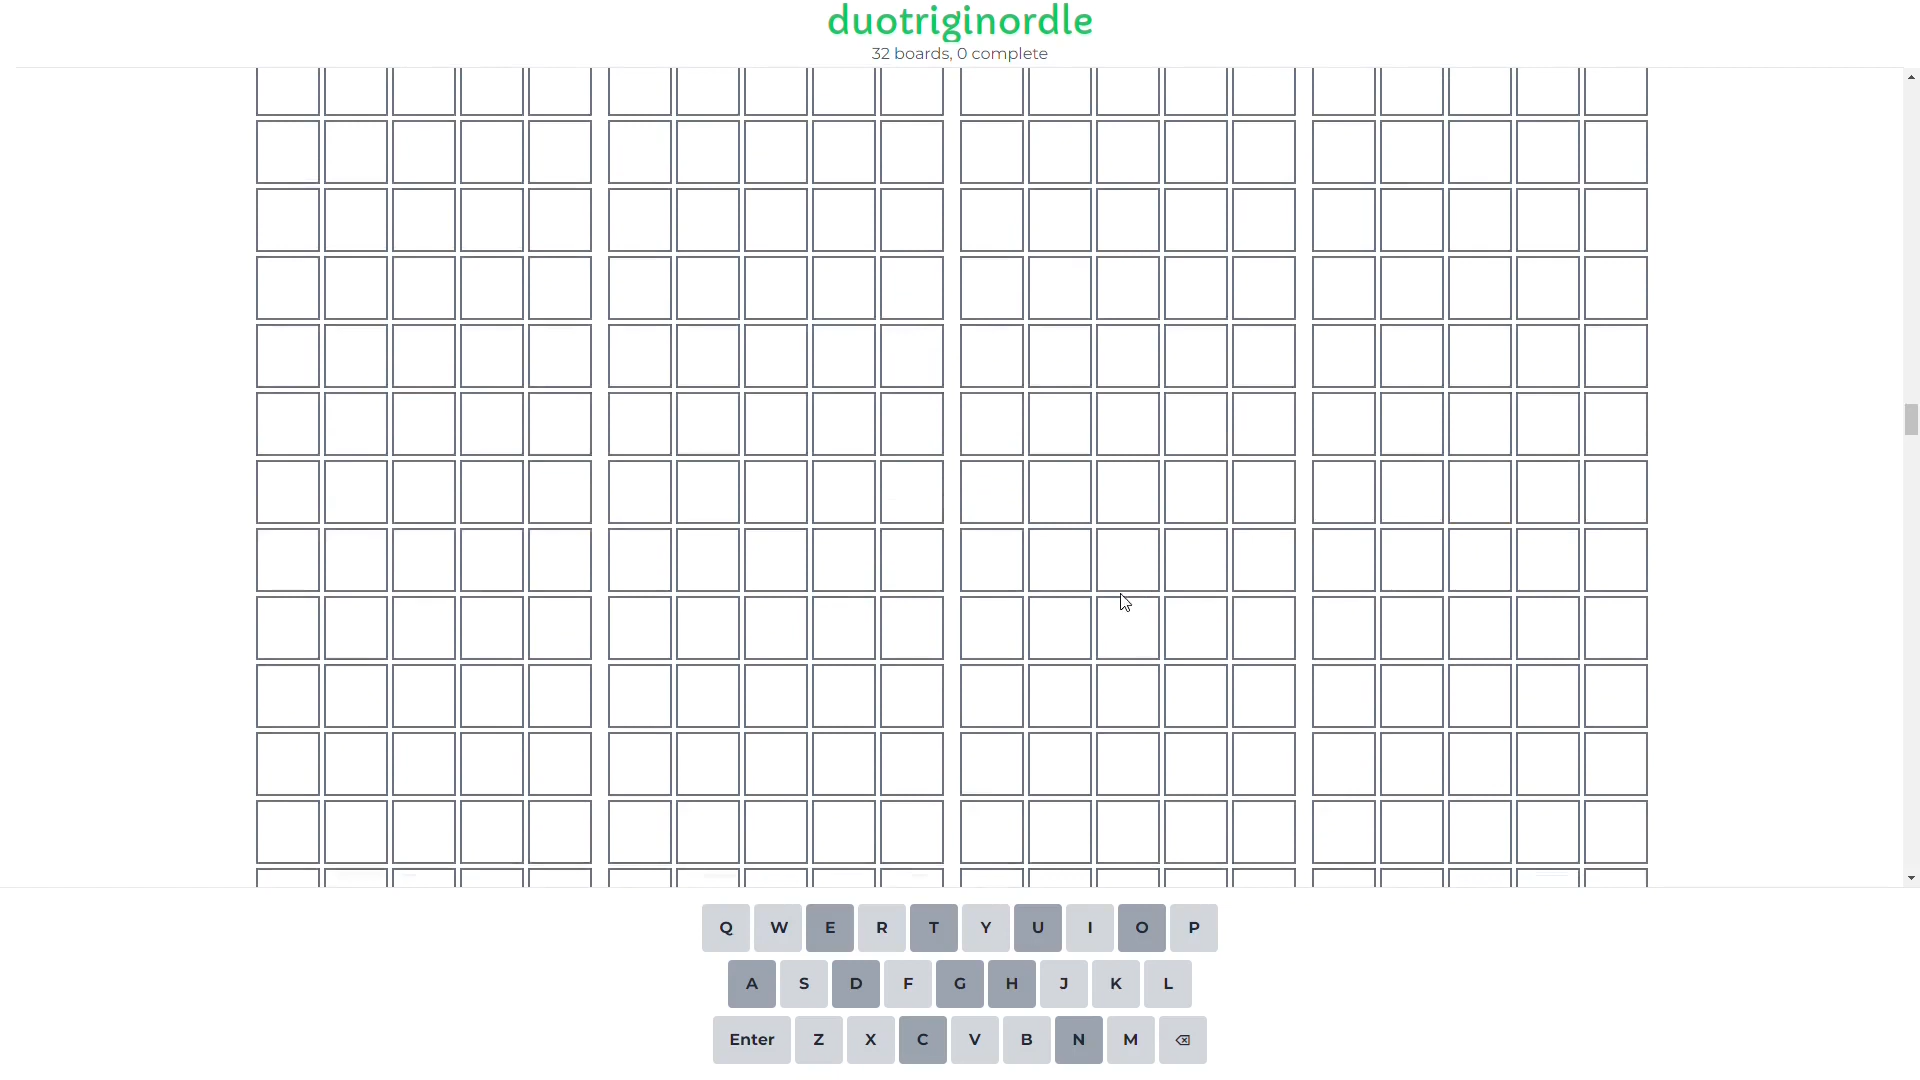 duotriginordle
32 boards, 0 complete
Q W E R T Y U I O P
A S D F G H J K L
Enter Z X C V B N M